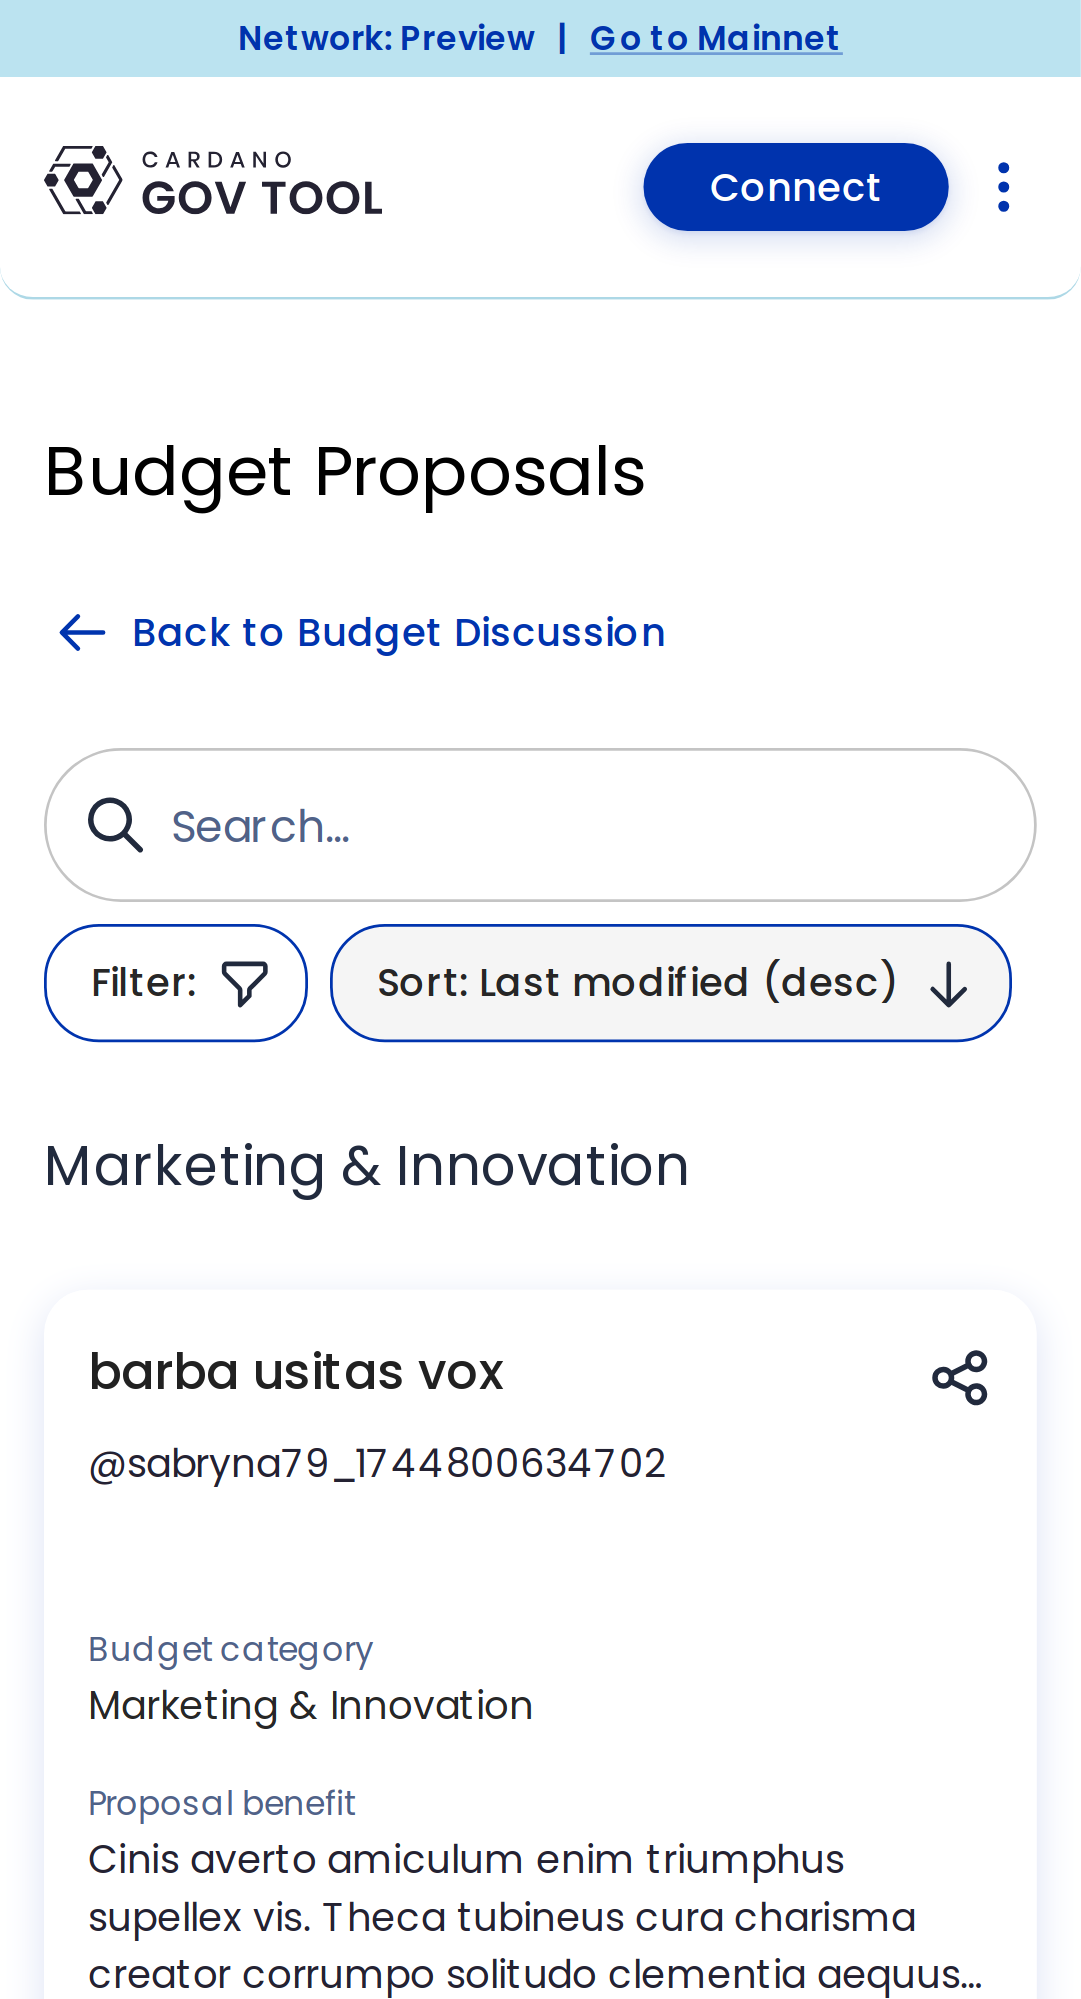 Network: Preview | Go to Mainnet
CARDANO
GOV TOOL
Connect
Budget Proposals
Back to Budget Discussion
Search...
Filter:
Sort: Last modified (desc)
Marketing & Innovation
barba usitas vox
@sabryna79_1744800634702
Budget category
Marketing & Innovation
Proposal benefit
Cinis averto amiculum enim triumphus
supellex vis. Theca tubineus cura charisma
creator corrumpo solitudo clementia aequus...